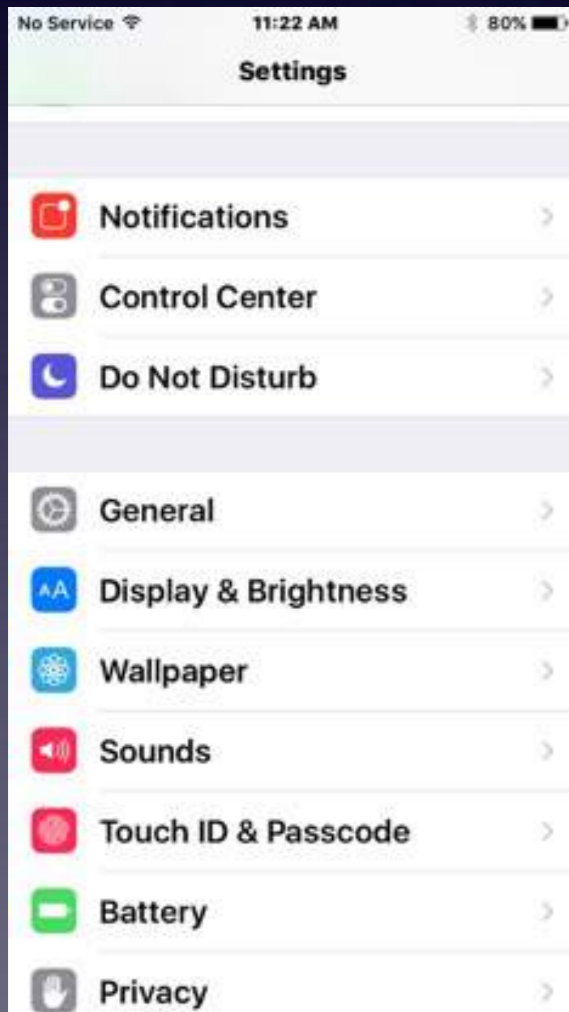 No Service 11:22 AM 80%
Settings
Notifications
Control Center
Do Not Disturb
General
AA Display & Brightness
Wallpaper
Sounds
Touch ID & Passcode
Battery
Privacy